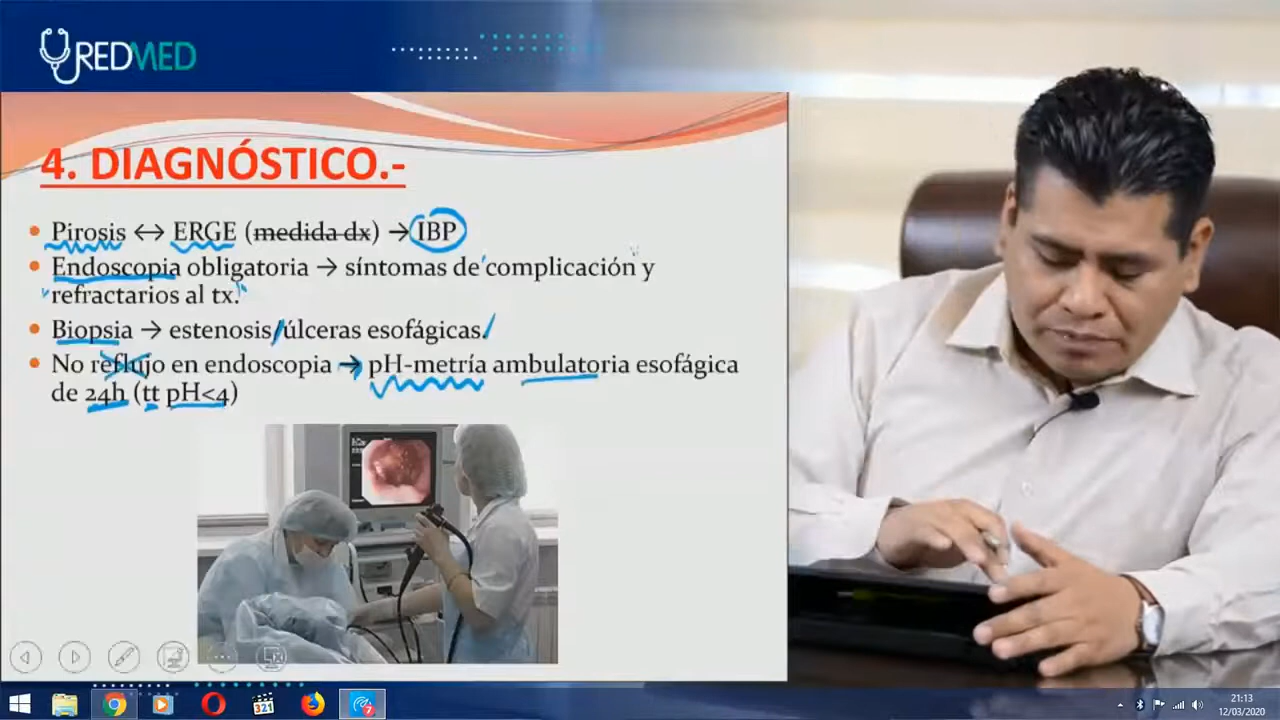 REDMED
4. DIAGNÓSTICO.-
Pirosis ↔ ERGE (medida dx) → IBP
Endoscopia obligatoria → síntomas de complicación y
refractarios al tx.
Biopsia → estenosis/úlceras esofágicas.
No reflujo en endoscopia → pH-metría ambulatoria esofágica
de 24h (tt pH<4)
321
7
21:13
12/03/2020